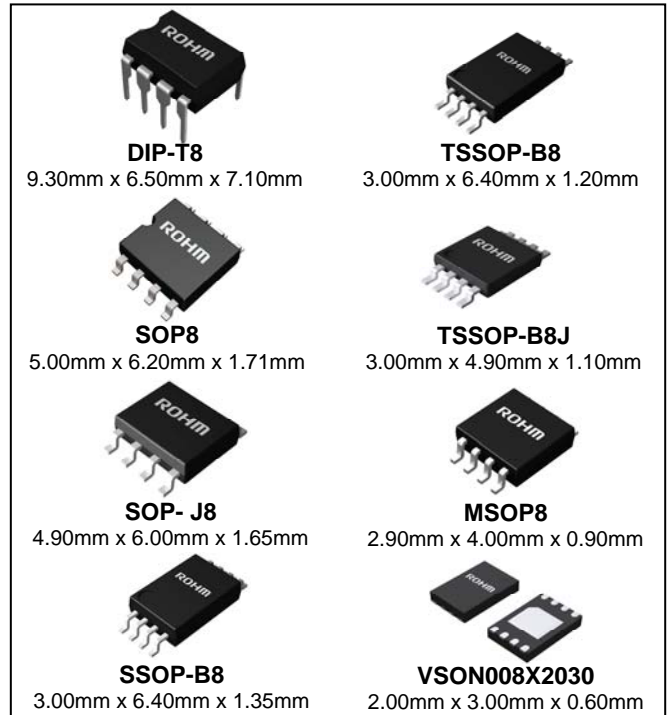 ROHM
DIP-T8
9.30mm x 6.50mm x 7.10mm
ROHM
TSSOP-B8
3.00mm x 6.40mm x 1.20mm
ROHM
SOP8
5.00mm x 6.20mm x 1.71mm
ROHM
TSSOP-B8J
3.00mm x 4.90mm x 1.10mm
ROHM
SOP- J8
4.90mm x 6.00mm x 1.65mm
ROHM
MSOP8
2.90mm x 4.00mm x 0.90mm
ROHM
SSOP-B8
3.00mm x 6.40mm x 1.35mm
ROHM
VSON008X2030
2.00mm x 3.00mm x 0.60mm